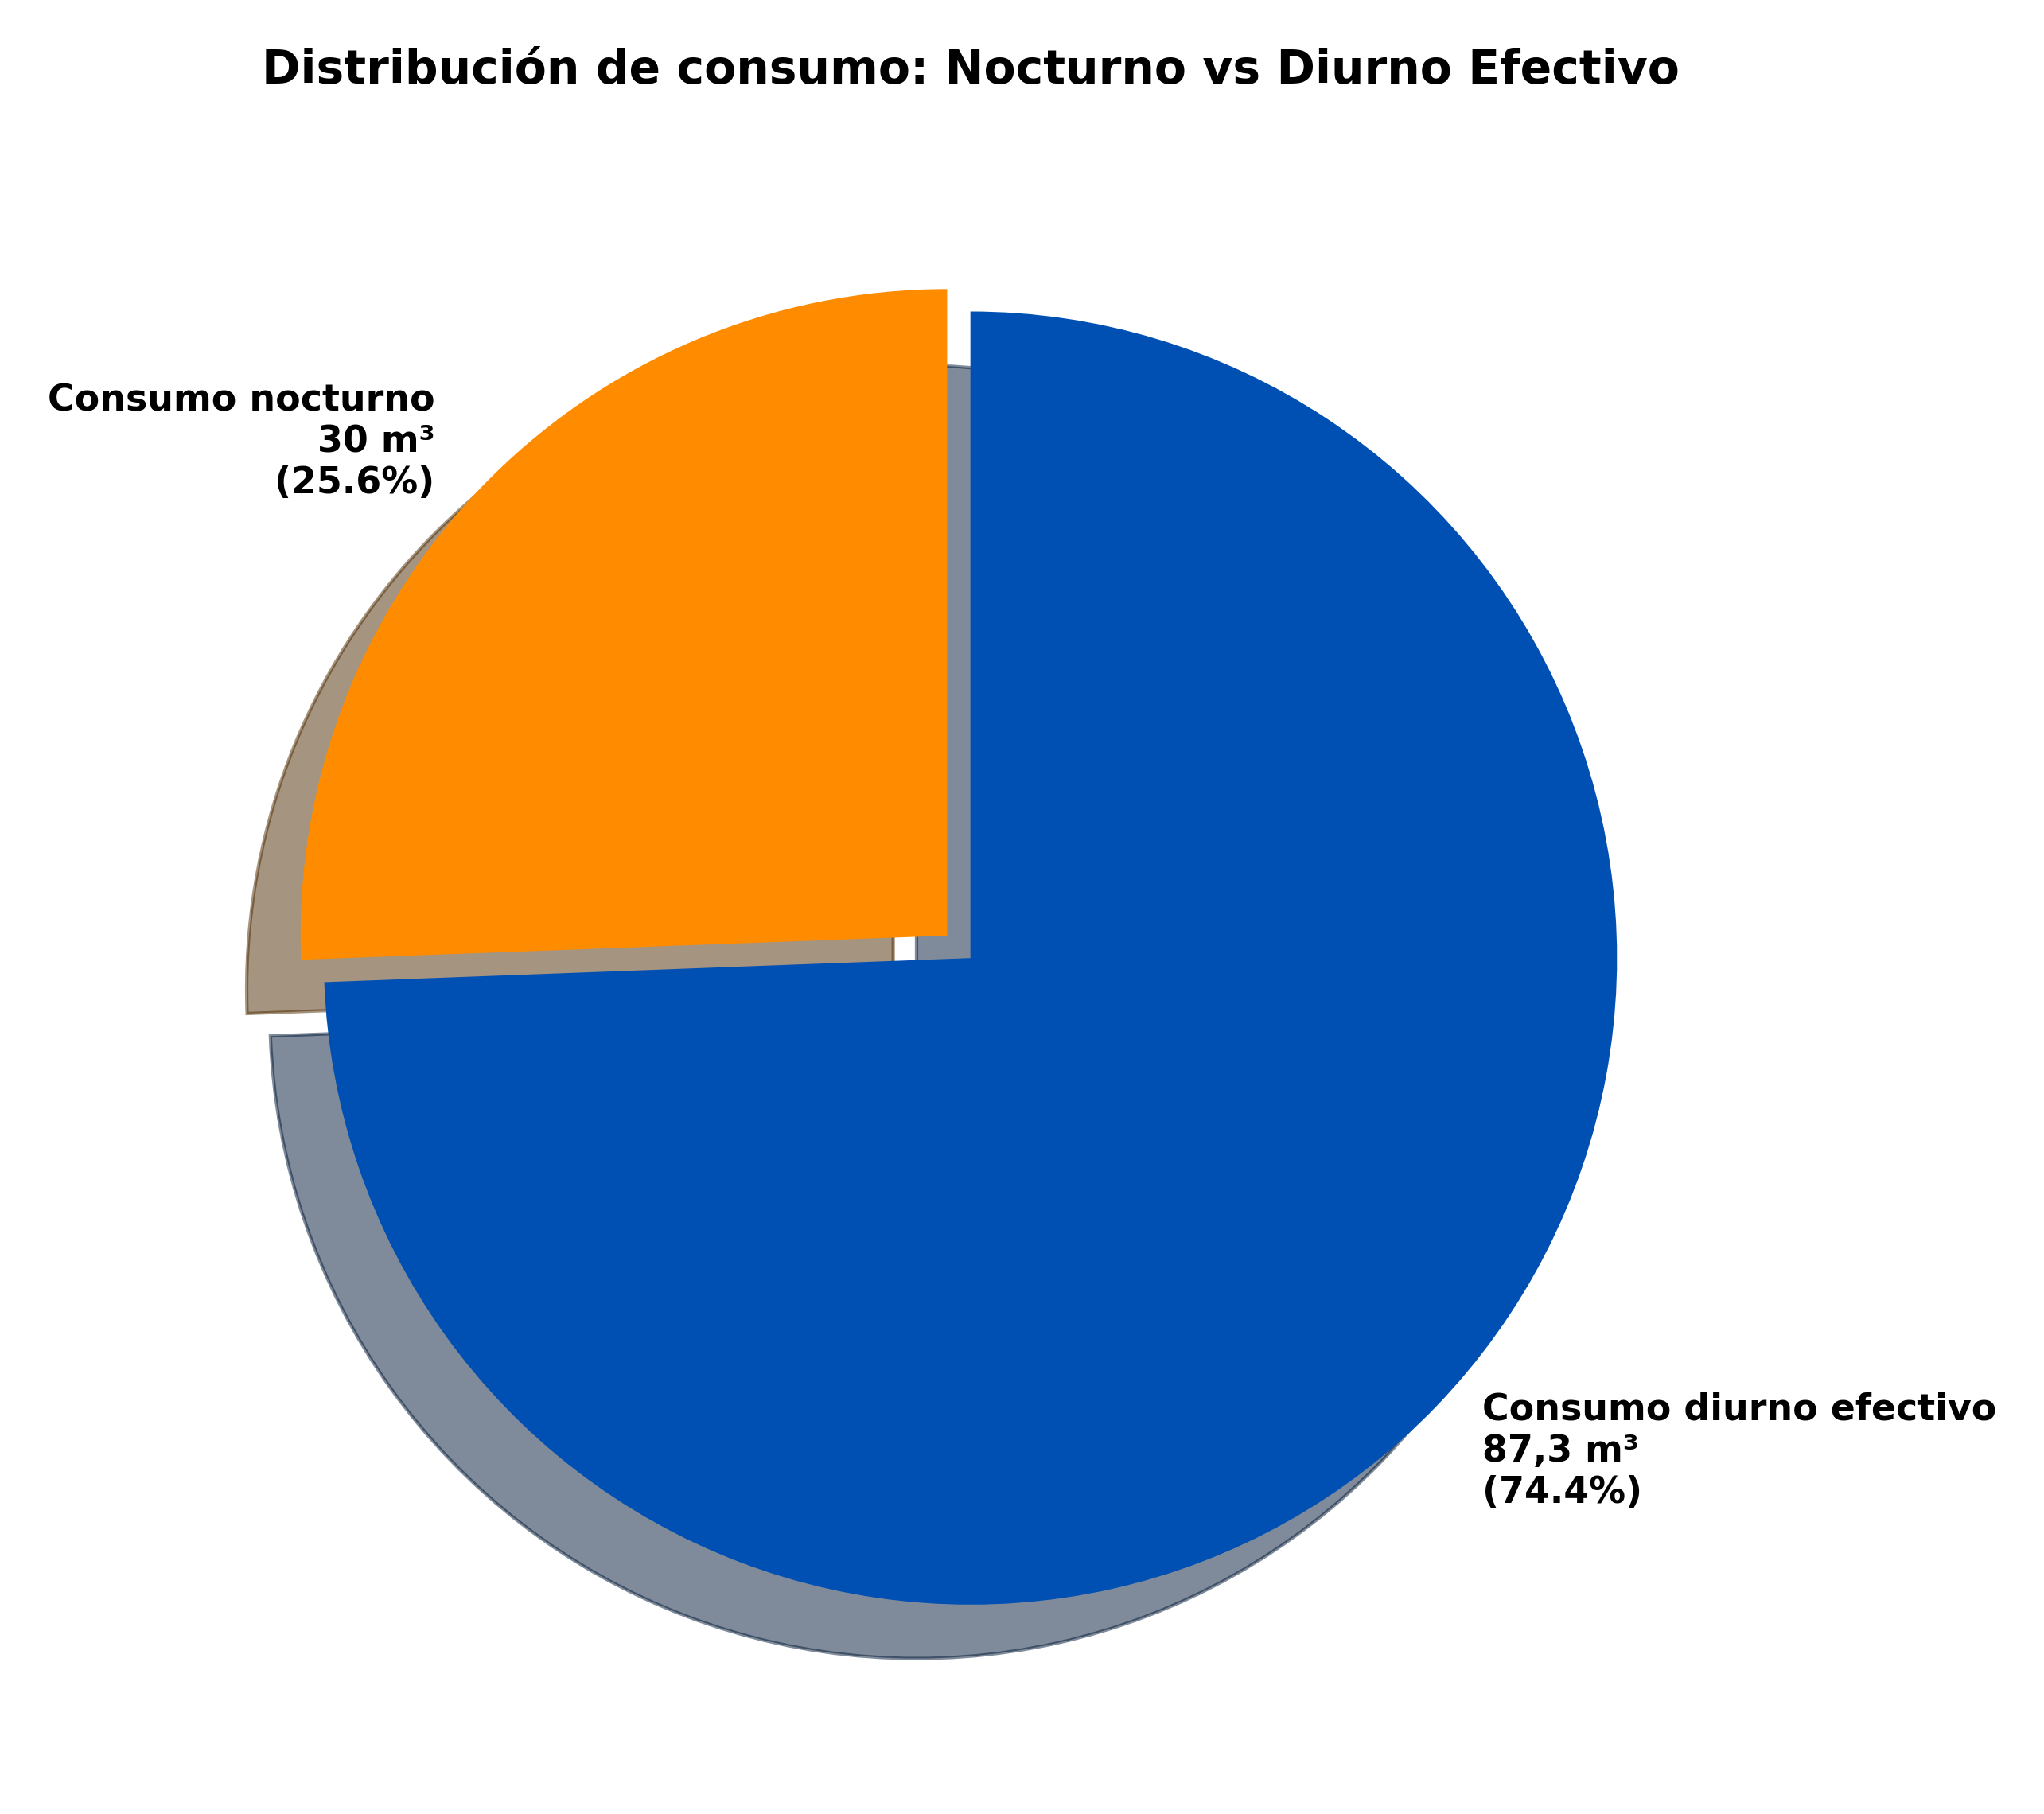 Distribución de consumo: Nocturno vs Diurno Efectivo
Consumo nocturno
30 m³
(25.6%)
Consumo diurno efectivo
87,3 m³
(74.4%)